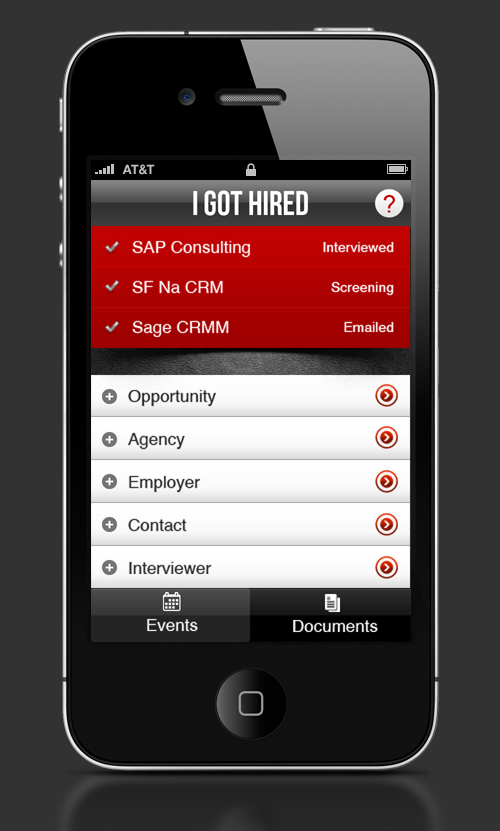 AT&T
I GOT HIRED ?
SAP Consulting Interviewed
SF Na CRM Screening
Sage CRMM Emailed
Opportunity
Agency
Employer
Contact
Interviewer
Events Documents